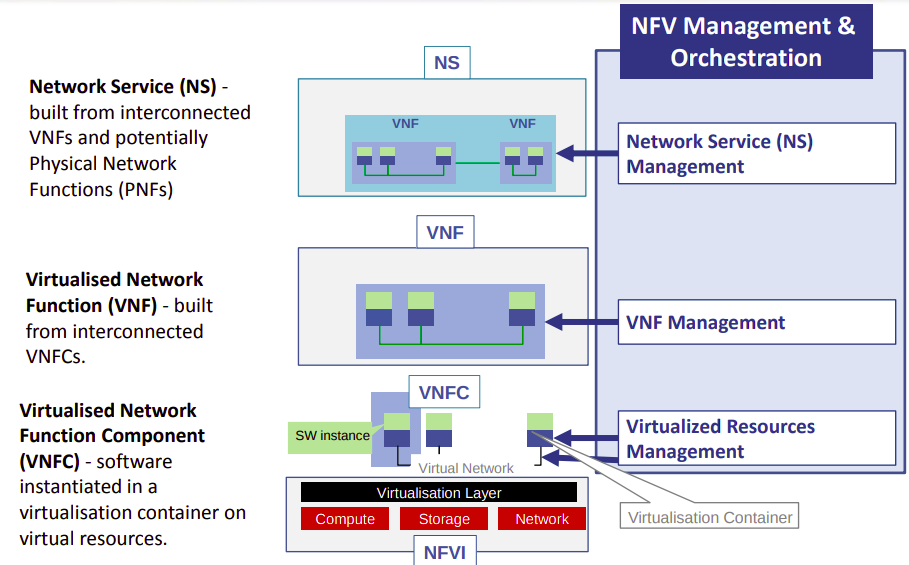 NFV Management &
Orchestration
NS
Network Service (NS) -
built from interconnected
VNFs and potentially
Physical Network
Functions (PNFs)
VNF
VNF
Network Service (NS)
Management
VNF
Virtualised Network
Function (VNF) - built
from interconnected
VNFCs.
VNF Management
VNFC
Virtualised Network
Function Component
(VNFC) - software
instantiated in a
virtualisation container on
virtual resources.
SW instance
Virtual Network
Virtualized Resources
Management
Virtualisation Layer
Compute
Storage
Network
Virtualisation Container
NFVI